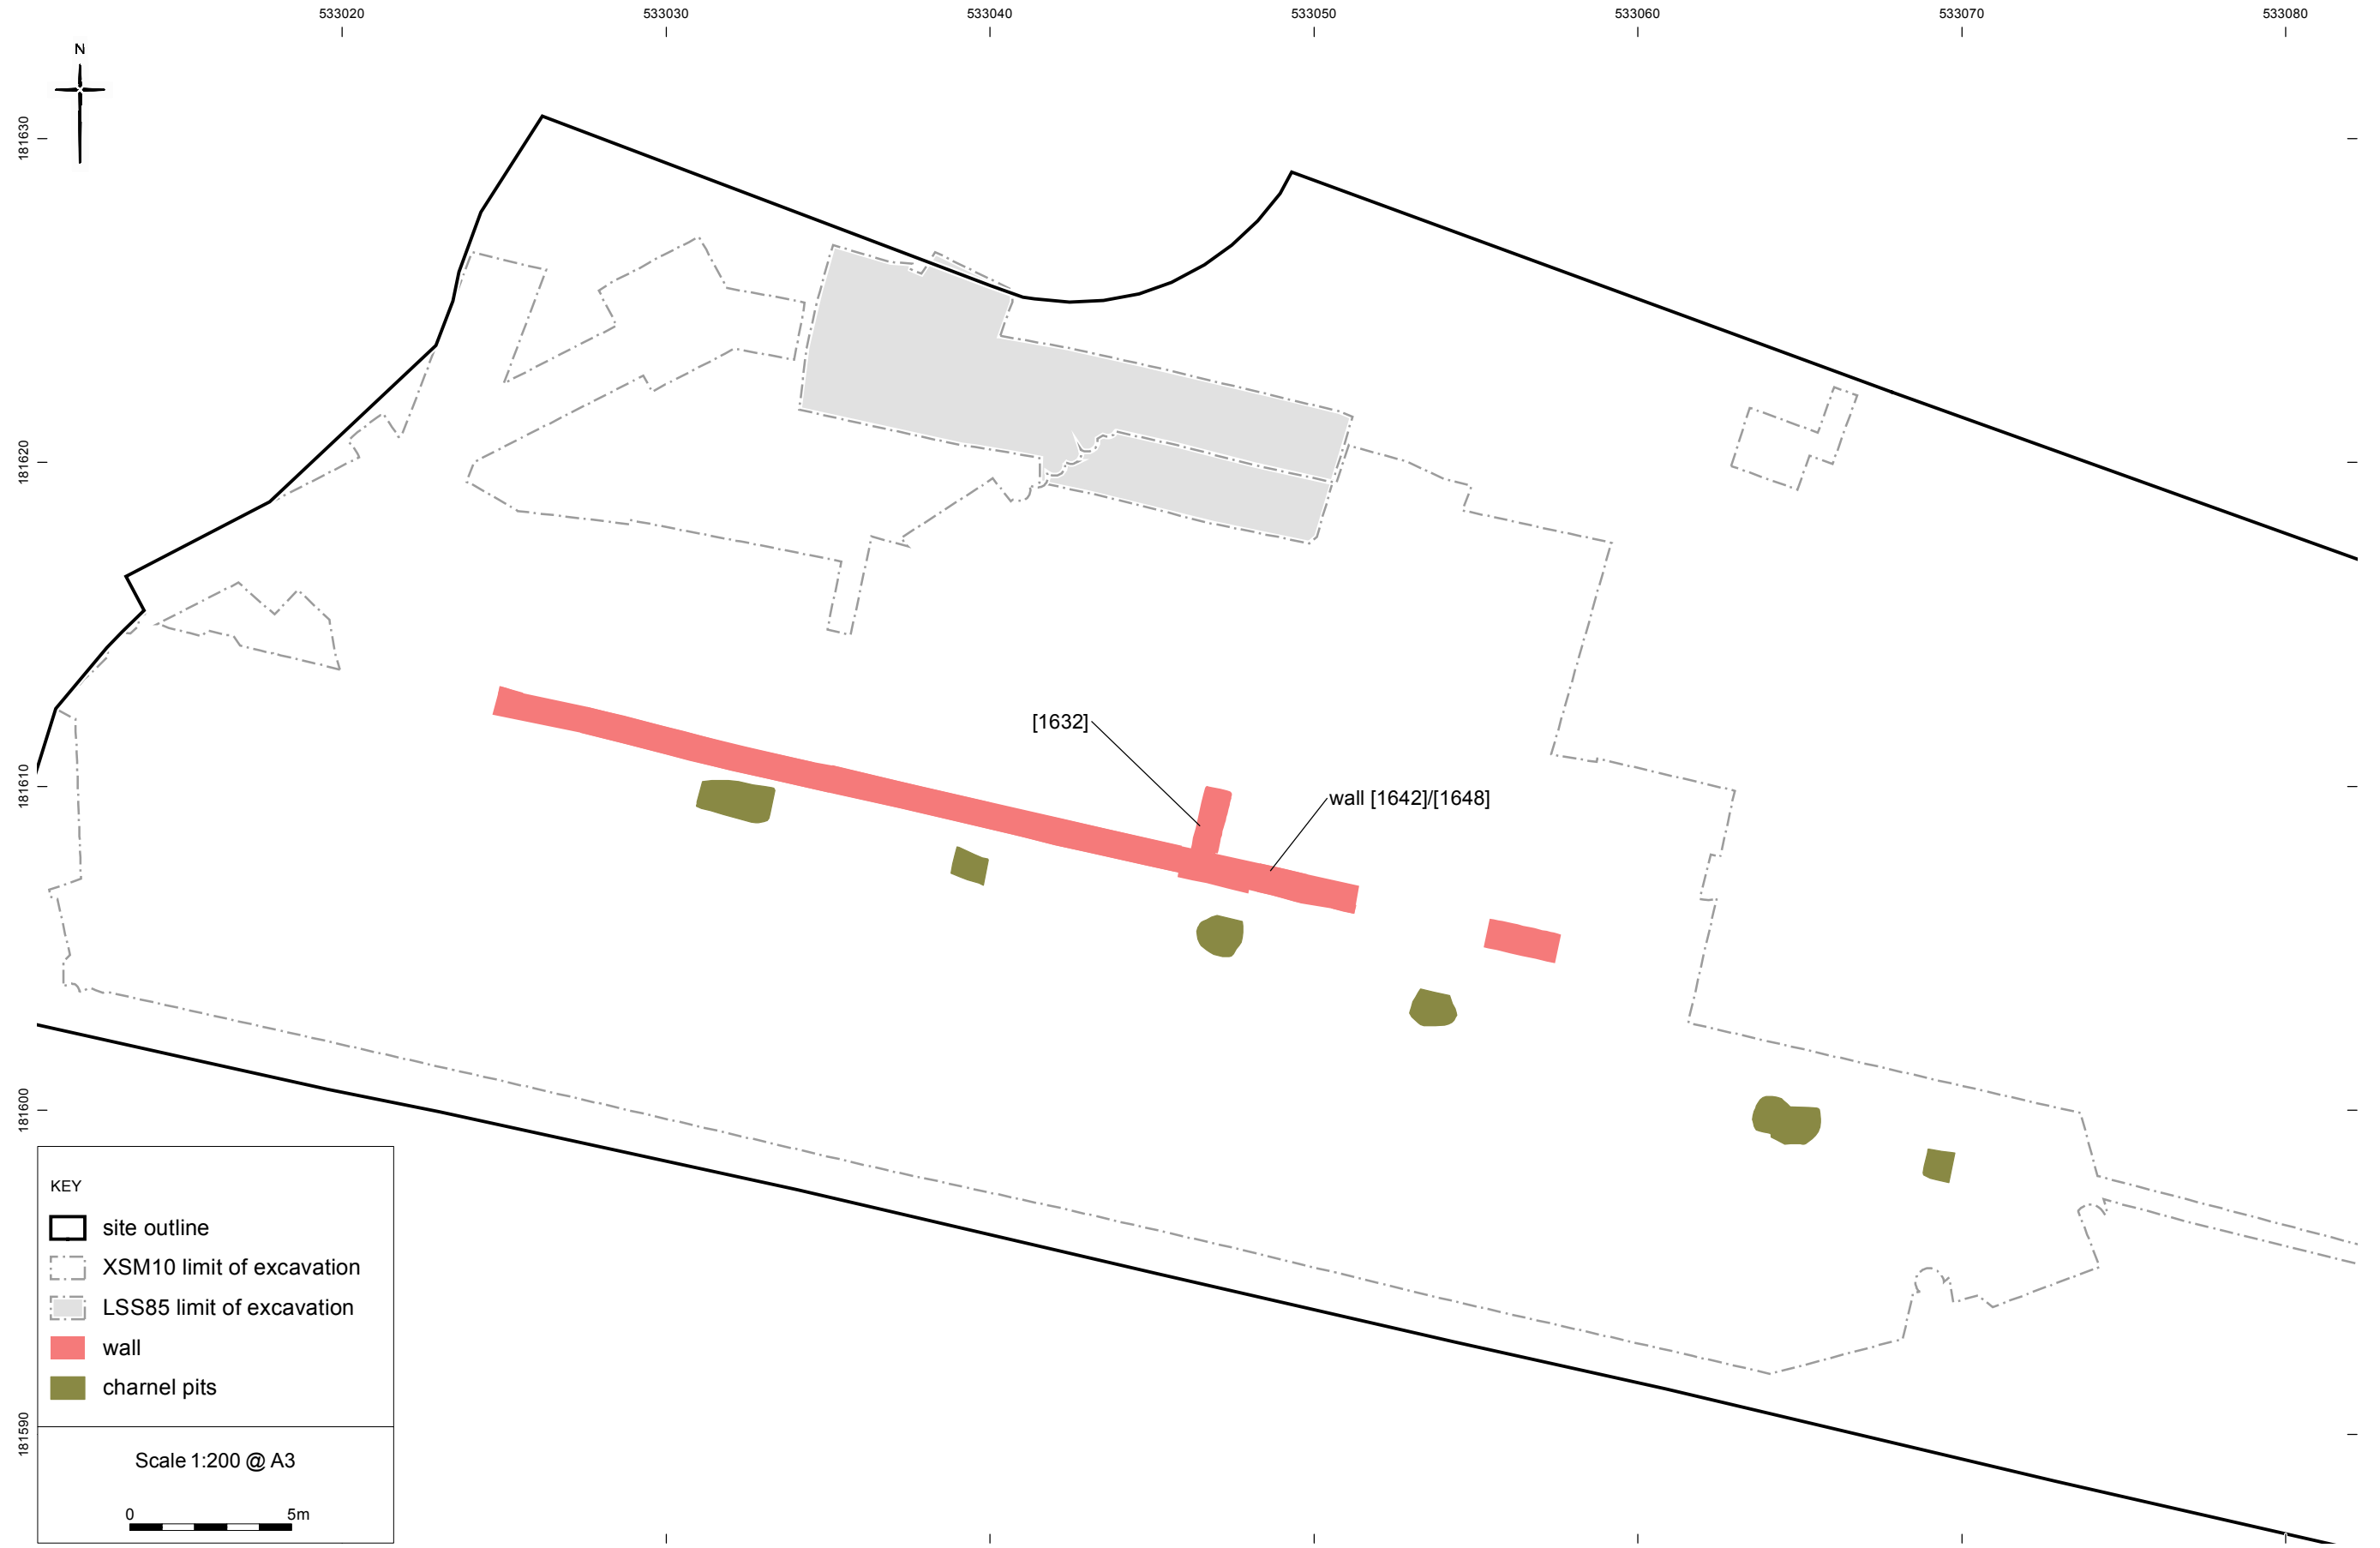 533020 533030 533040 533050 533060 533070 533080
N
181630
181620
181610
181600
181590
[1632]
wall [1642]/[1648]
KEY
site outline
XSM10 limit of excavation
LSS85 limit of excavation
wall
charnel pits
Scale 1:200 @ A3
0 5m